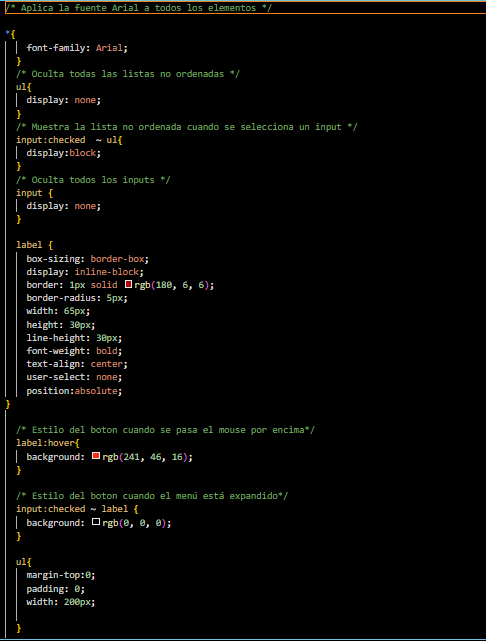 /* Aplica la fuente Arial a todos los elementos */
*{
font-family: Arial;
}
/* Oculta todas las listas no ordenadas */
ul{
display: none;
}
/* Muestra la lista no ordenada cuando se selecciona un input */
input:checked  ~ ul{
display:block;
}
/* Oculta todos los inputs */
input {
display: none;
}
label {
box-sizing: border-box;
display: inline-block;
border: 1px solid rgb(180, 6, 6);
border-radius: 5px;
width: 65px;
height: 30px;
line-height: 30px;
font-weight: bold;
text-align: center;
user-select: none;
position:absolute;
}
/* Estilo del boton cuando se pasa el mouse por encima*/
label:hover{
background: rgb(241, 46, 16);
}
/* Estilo del boton cuando el menú está expandido*/
input:checked ~ label {
background: rgb(0, 0, 0);
}
ul{
margin-top:0;
padding: 0;
width: 200px;
}